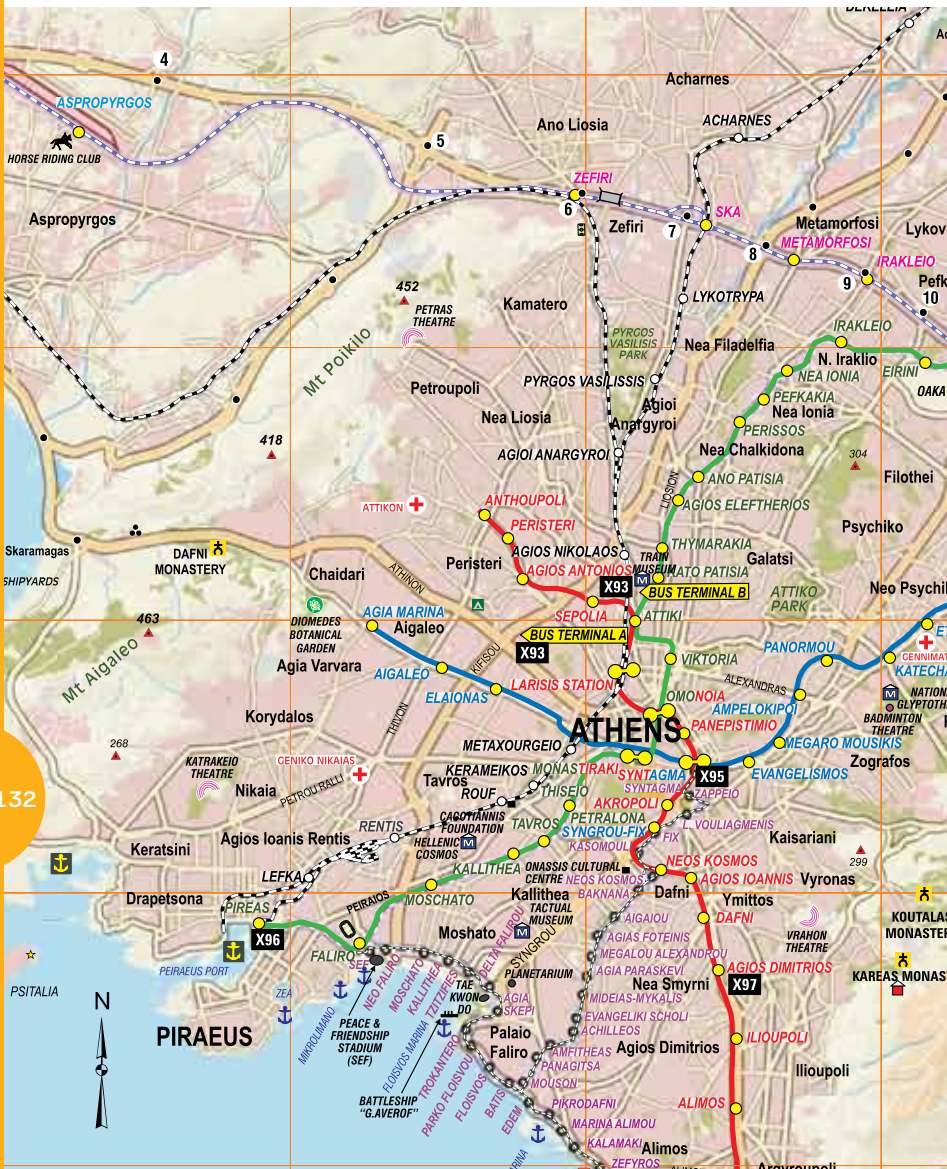 DEKELEIA
4
Acharnes
ASPROPYRGOS
ACHARNES
Ano Liosia
5
HORSE RIDING CLUB
ZEFIRI
6
Aspropyrgos
Zefiri
7
SKA
Metamorfosi
Lykov
METAMORFOSI
8
IRAKLEIO
9
Pefk
10
452
PETRAS
THEATRE
Kamatero
LYKOTRYPA
Mt Poikilo
PYRGOS
VASILISIS
PARK
Nea Filadelfia
IRAKLEIO
N. Iraklio
EIRINI
NEA IONIA
OAKA
Petroupoli
PYRGOS VASILISSIS
PEFKAKIA
Nea Ionia
Agioi
Anargyroi
Nea Liosia
PERISSOS
418
AGIOI ANARGYROI
Nea Chalkidona
304
Filothei
ANO PATISIA
LIOSION
ATTIKON
ANTHOUPOLI
AGIOS ELEFTHERIOS
PERISTERI
Psychiko
Skaramagas
DAFNI
MONASTERY
AGIOS NIKOLAOS
THYMARAKIA
TRAIN
MUSEUM
Galatsi
SHIPYARDS
Chaidari
ATHINON
Peristeri
AGIOS ANTONIOS
KATO PATISIA
X93
BUS TERMINAL B
ATTIKO
PARK
Neo Psychil
DIOMEDES
BOTANICAL
GARDEN
AGIA MARINA
Aigaleo
SEPOLIA
ATTIKI
463
BUS TERMINAL A
X93
Mt Aigaleo
Agia Varvara
AIGALEO
KIFISOU
VIKTORIA
PANORMOU
GENNIMAT
KATECHA
LARISIS STATION
ALEXANDRAS
ELAIONAS
OMONOIA
AMPELOKIPOI
NATION
GLYPTOTH
Korydalos
THIVON
ATHENS
PANEPISTIMIO
BADMINTON
THEATRE
268
METAXOURGEIO
MEGARO MOUSIKIS
KATRAKEIO
THEATRE
GENIKO NIKAIAS
KERAMEIKOS
MONASTIRAKI
SYNTAGMA
X95
EVANGELISMOS
Zografos
Nikaia
PETROU RALLI
Tavros
ROUF
THISEIO
SYNTAGMA
ZAPPEIO
132
AKROPOLI
CACOYANNIS
FOUNDATION
PETRALONA
L. VOULIAGMENIS
Agios Ioanis Rentis
RENTIS
TAVROS
SYNGROU-FIX
FIX
Kaisariani
Keratsini
HELLENIC
COSMOS
KASOMOULI
299
KALLITHEA
ONASSIS CULTURAL
CENTRE
NEOS KOSMOS
LEFKA
NEOS KOSMOS
AGIOS IOANNIS
Vyronas
Drapetsona
MOSCHATO
Kallithea
BAKNANA
Dafni
Ymittos
KOUTALAS
MONASTER
PIREAS
PEIRAIOS
TACTUAL
MUSEUM
AIGAIOU
DAFNI
X96
Moshato
DELTA FALIROU
SYNGROU
AGIAS FOTEINIS
VRAHON
THEATRE
FALIRO
SEF
MEGALOU ALEXANDROU
PEIRAEUS PORT
NEO FALIRO
MOSCHATO
KALLITHEA
TZITZIFIES
PLANETARIUM
AGIA PARASKEVI
AGIOS DIMITRIOS
KAREAS MONAST
Nea Smyrni
X97
PSITALIA
ZEA
TAE
KWON
DO
AGIA
SKEPI
MIDEIAS-MYKALIS
N
MIKROLIMANO
EVANGELIKI SCHOLI
PIRAEUS
PEACE &
FRIENDSHIP
STADIUM
(SEF)
FLOISVOS MARINA
Palaio
Faliro
ACHILLEOS
ILIOUPOLI
AMFITHEAS
Agios Dimitrios
PANAGITSA
Ilioupoli
BATTLESHIP
"G.AVEROF"
TROKANTERO
PARKO FLOISVOU
FLOISVOS
BATIS
EDEM
MOUSON
PIKRODAFNI
ALIMOS
MARINA ALIMOU
KALAMAKI
Alimos
ZEFYROS
Argyroupoli